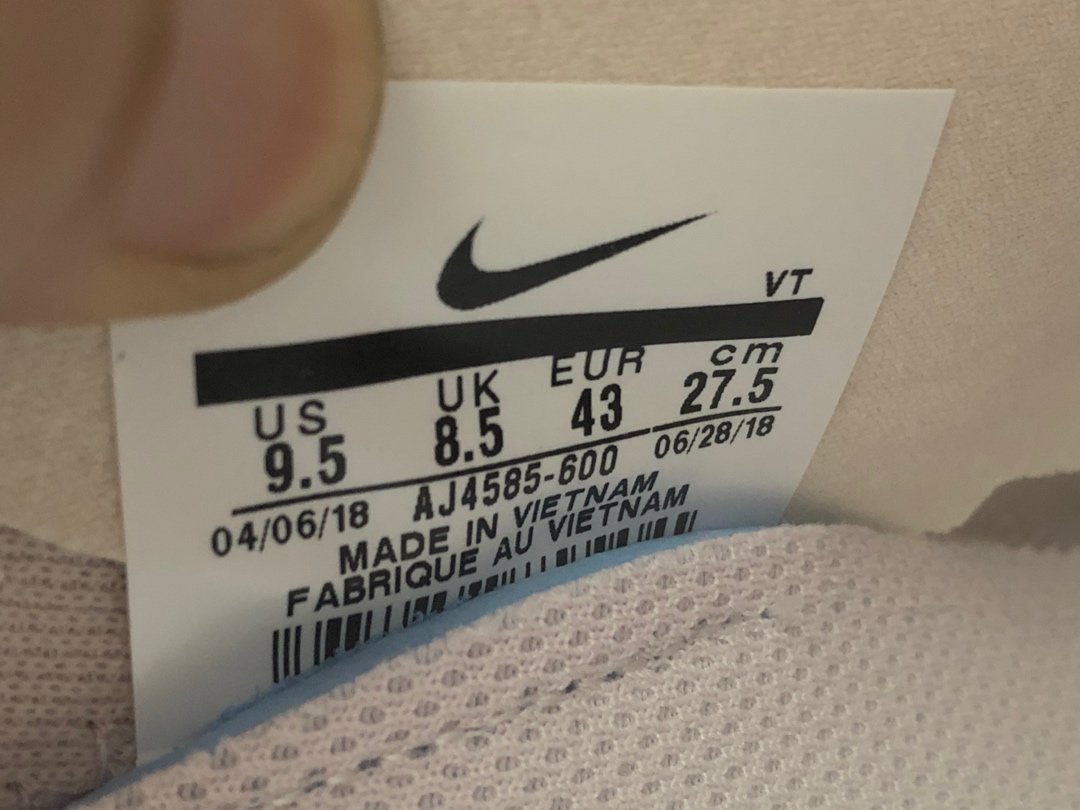 VT
US UK EUR cm
9.5 8.5 43 27.5
04/06/18 AJ4585-600 06/28/18
MADE IN VIETNAM
FABRIQUE AU VIETNAM